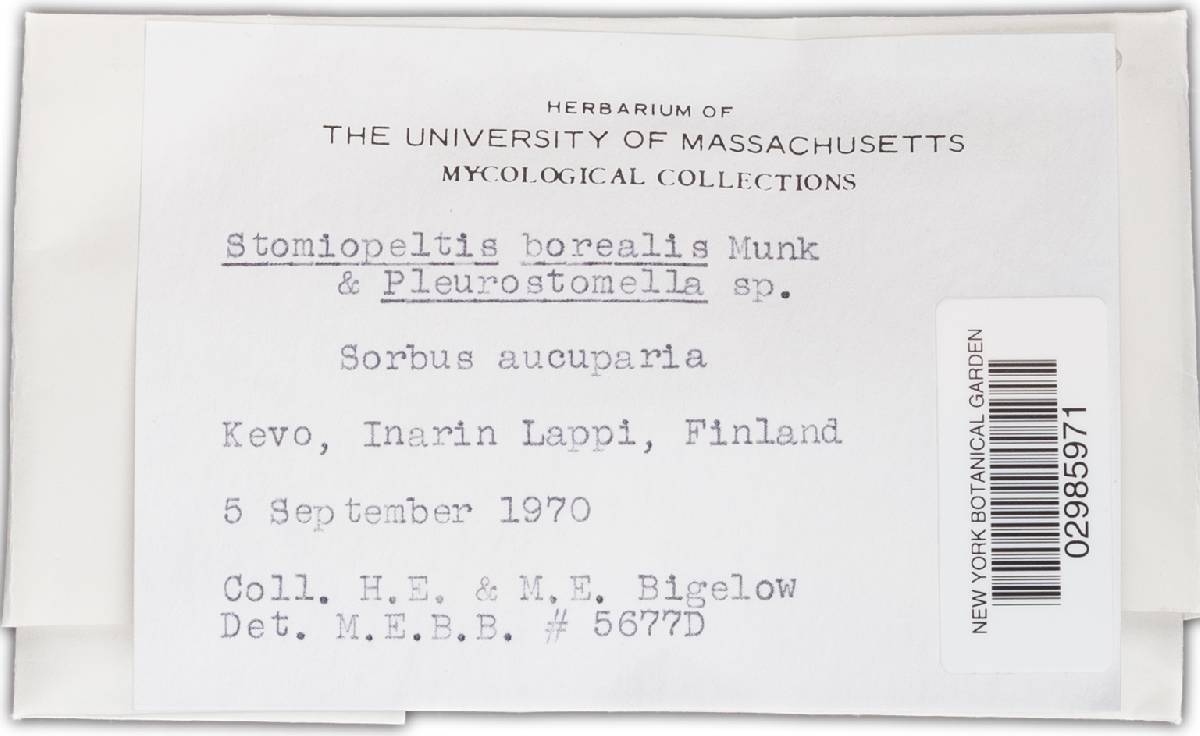 HERBARIUM OF
THE UNIVERSITY OF MASSACHUSETTS
MYCOLOGICAL COLLECTIONS
Stomiopeltis borealis Munk
& Pleurostomella sp.
Sorbus aucuparia
Kevo, Inarin Lappi, Finland
5 September 1970
Coll. H.E. & M.E. Bigelow
Det. M.E.B.B. # 5677D
NEW YORK BOTANICAL GARDEN
02985971